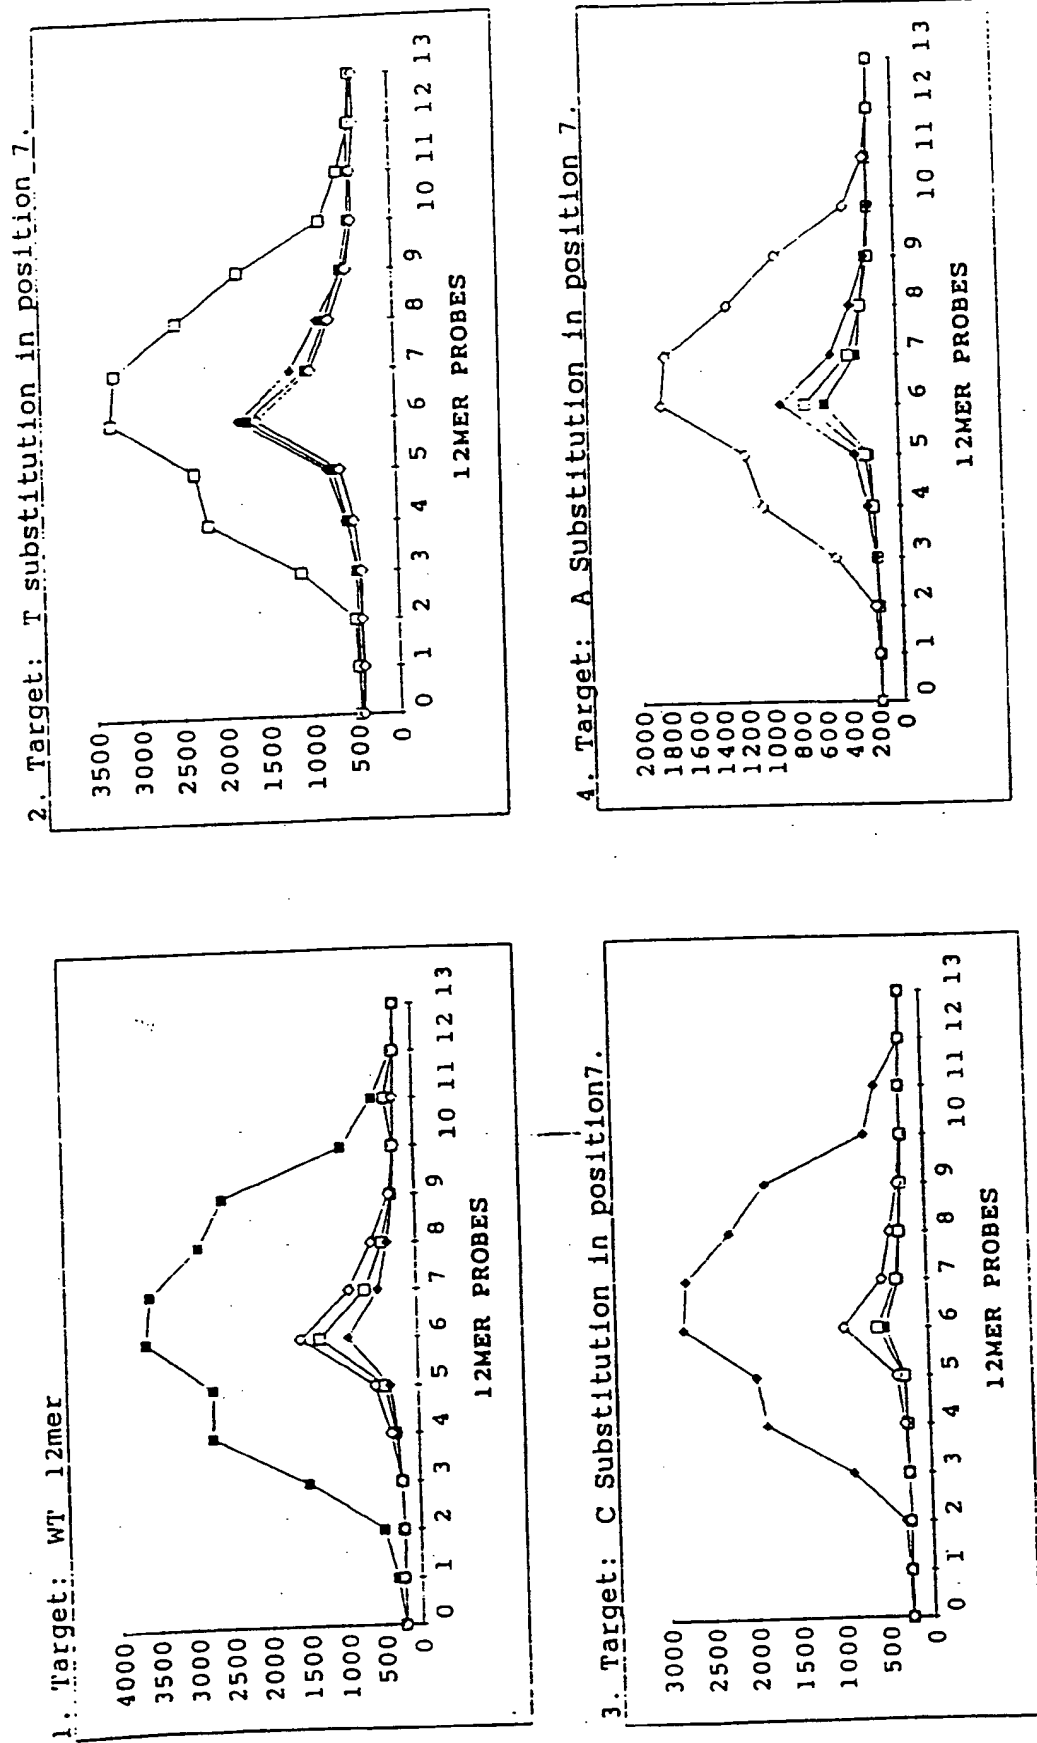 1. Target: WT 12mer
4000
3500
3000
2500
2000
1500
1000
500
0
0 1 2 3 4 5 6 7 8 9 10 11 12 13
12MER PROBES
2. Target: T substitution in position 7.
3500
3000
2500
2000
1500
1000
500
0
0 1 2 3 4 5 6 7 8 9 10 11 12 13
12MER PROBES
3. Target: C Substitution in position7.
3000
2500
2000
1500
1000
500
0
0 1 2 3 4 5 6 7 8 9 10 11 12 13
12MER PROBES
4. Target: A Substitution in position 7.
2000
1800
1600
1400
1200
1000
800
600
400
200
0
0 1 2 3 4 5 6 7 8 9 10 11 12 13
12MER PROBES